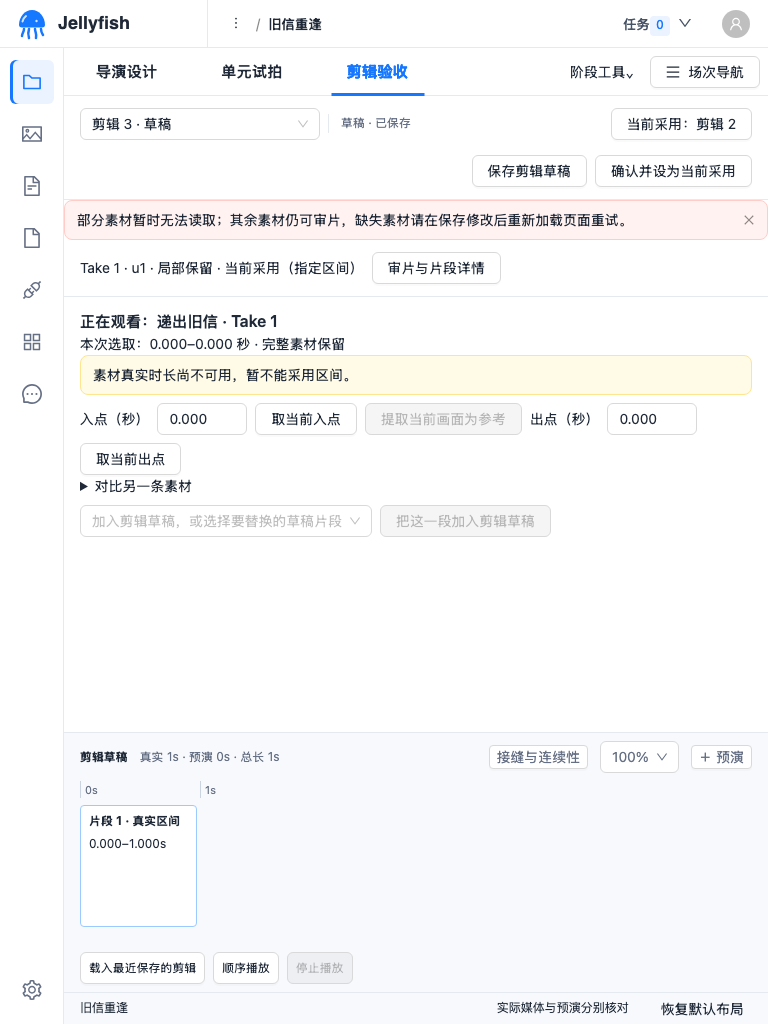 Jellyfish
⋮ / 旧信重逢
任务 0
导演设计
单元试拍
剪辑验收
阶段工具
场次导航
剪辑 3 · 草稿
草稿 · 已保存
当前采用：剪辑 2
保存剪辑草稿
确认并设为当前采用
部分素材暂时无法读取；其余素材仍可审片，缺失素材请在保存修改后重新加载页面重试。
Take 1 · u1 · 局部保留 · 当前采用（指定区间）
审片与片段详情
正在观看：递出旧信 · Take 1
本次选取：0.000–0.000 秒 · 完整素材保留
素材真实时长尚不可用，暂不能采用区间。
入点（秒） 0.000 取当前入点 提取当前画面为参考 出点（秒） 0.000
取当前出点
对比另一条素材
加入剪辑草稿，或选择要替换的草稿片段 把这一段加入剪辑草稿
剪辑草稿 真实 1s · 预演 0s · 总长 1s
接缝与连续性
100%
+ 预演
0s
1s
片段 1 · 真实区间
0.000–1.000s
载入最近保存的剪辑 顺序播放 停止播放
旧信重逢
实际媒体与预演分别核对
恢复默认布局